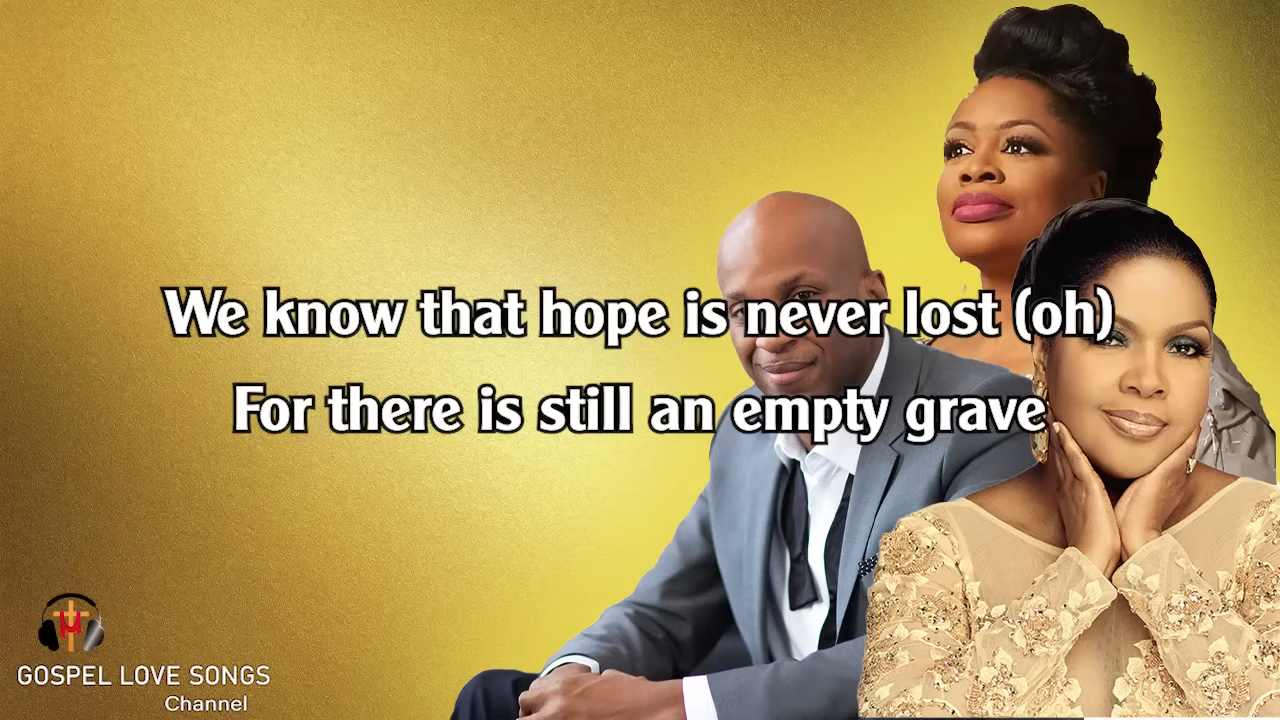 We know that hope is never lost (oh)
For there is still an empty grave
GOSPEL LOVE SONGS
Channel